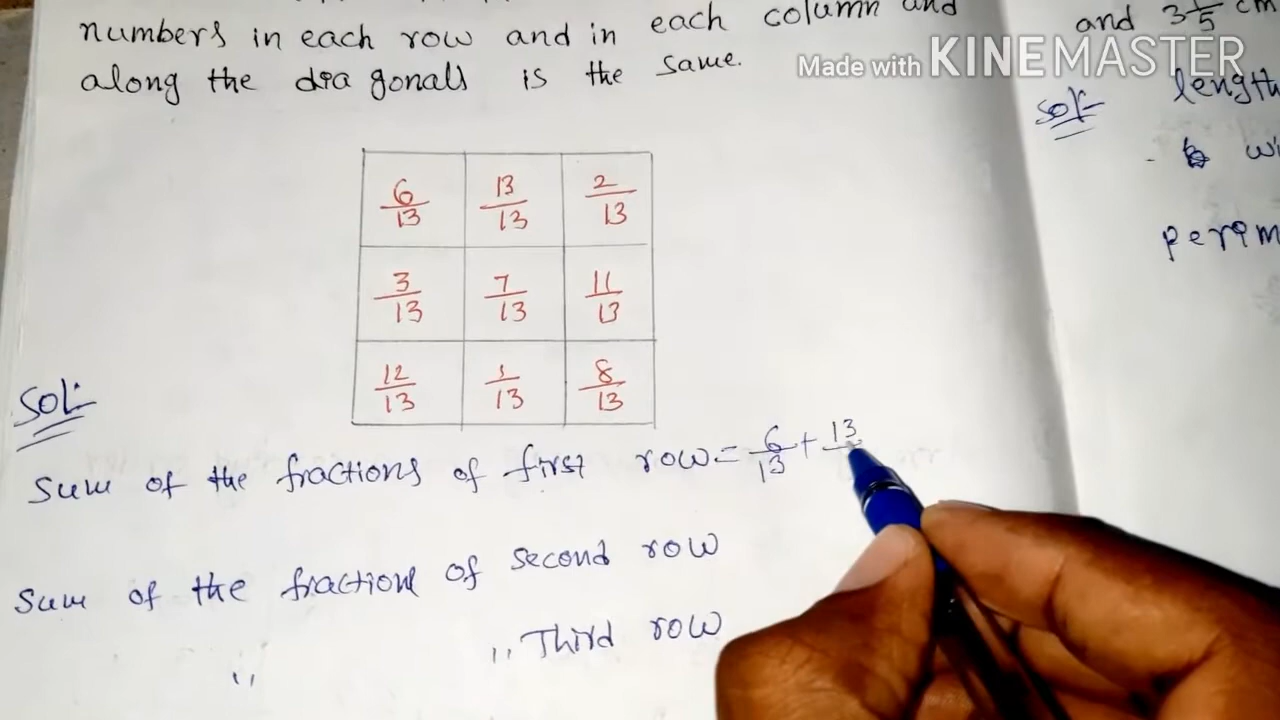 numbers in each row and in each column and
along the diagonals is the same.
6/13 13/13 2/13
3/13 7/13 11/13
12/13 1/13 8/13
Sol:
Sum of the fractions of first row = 6/13 + 13
Sum of the fraction of second row
,, ,, Third row
and 3 1/5 cm
Sol:-
length
perim
Made with KINEMASTER